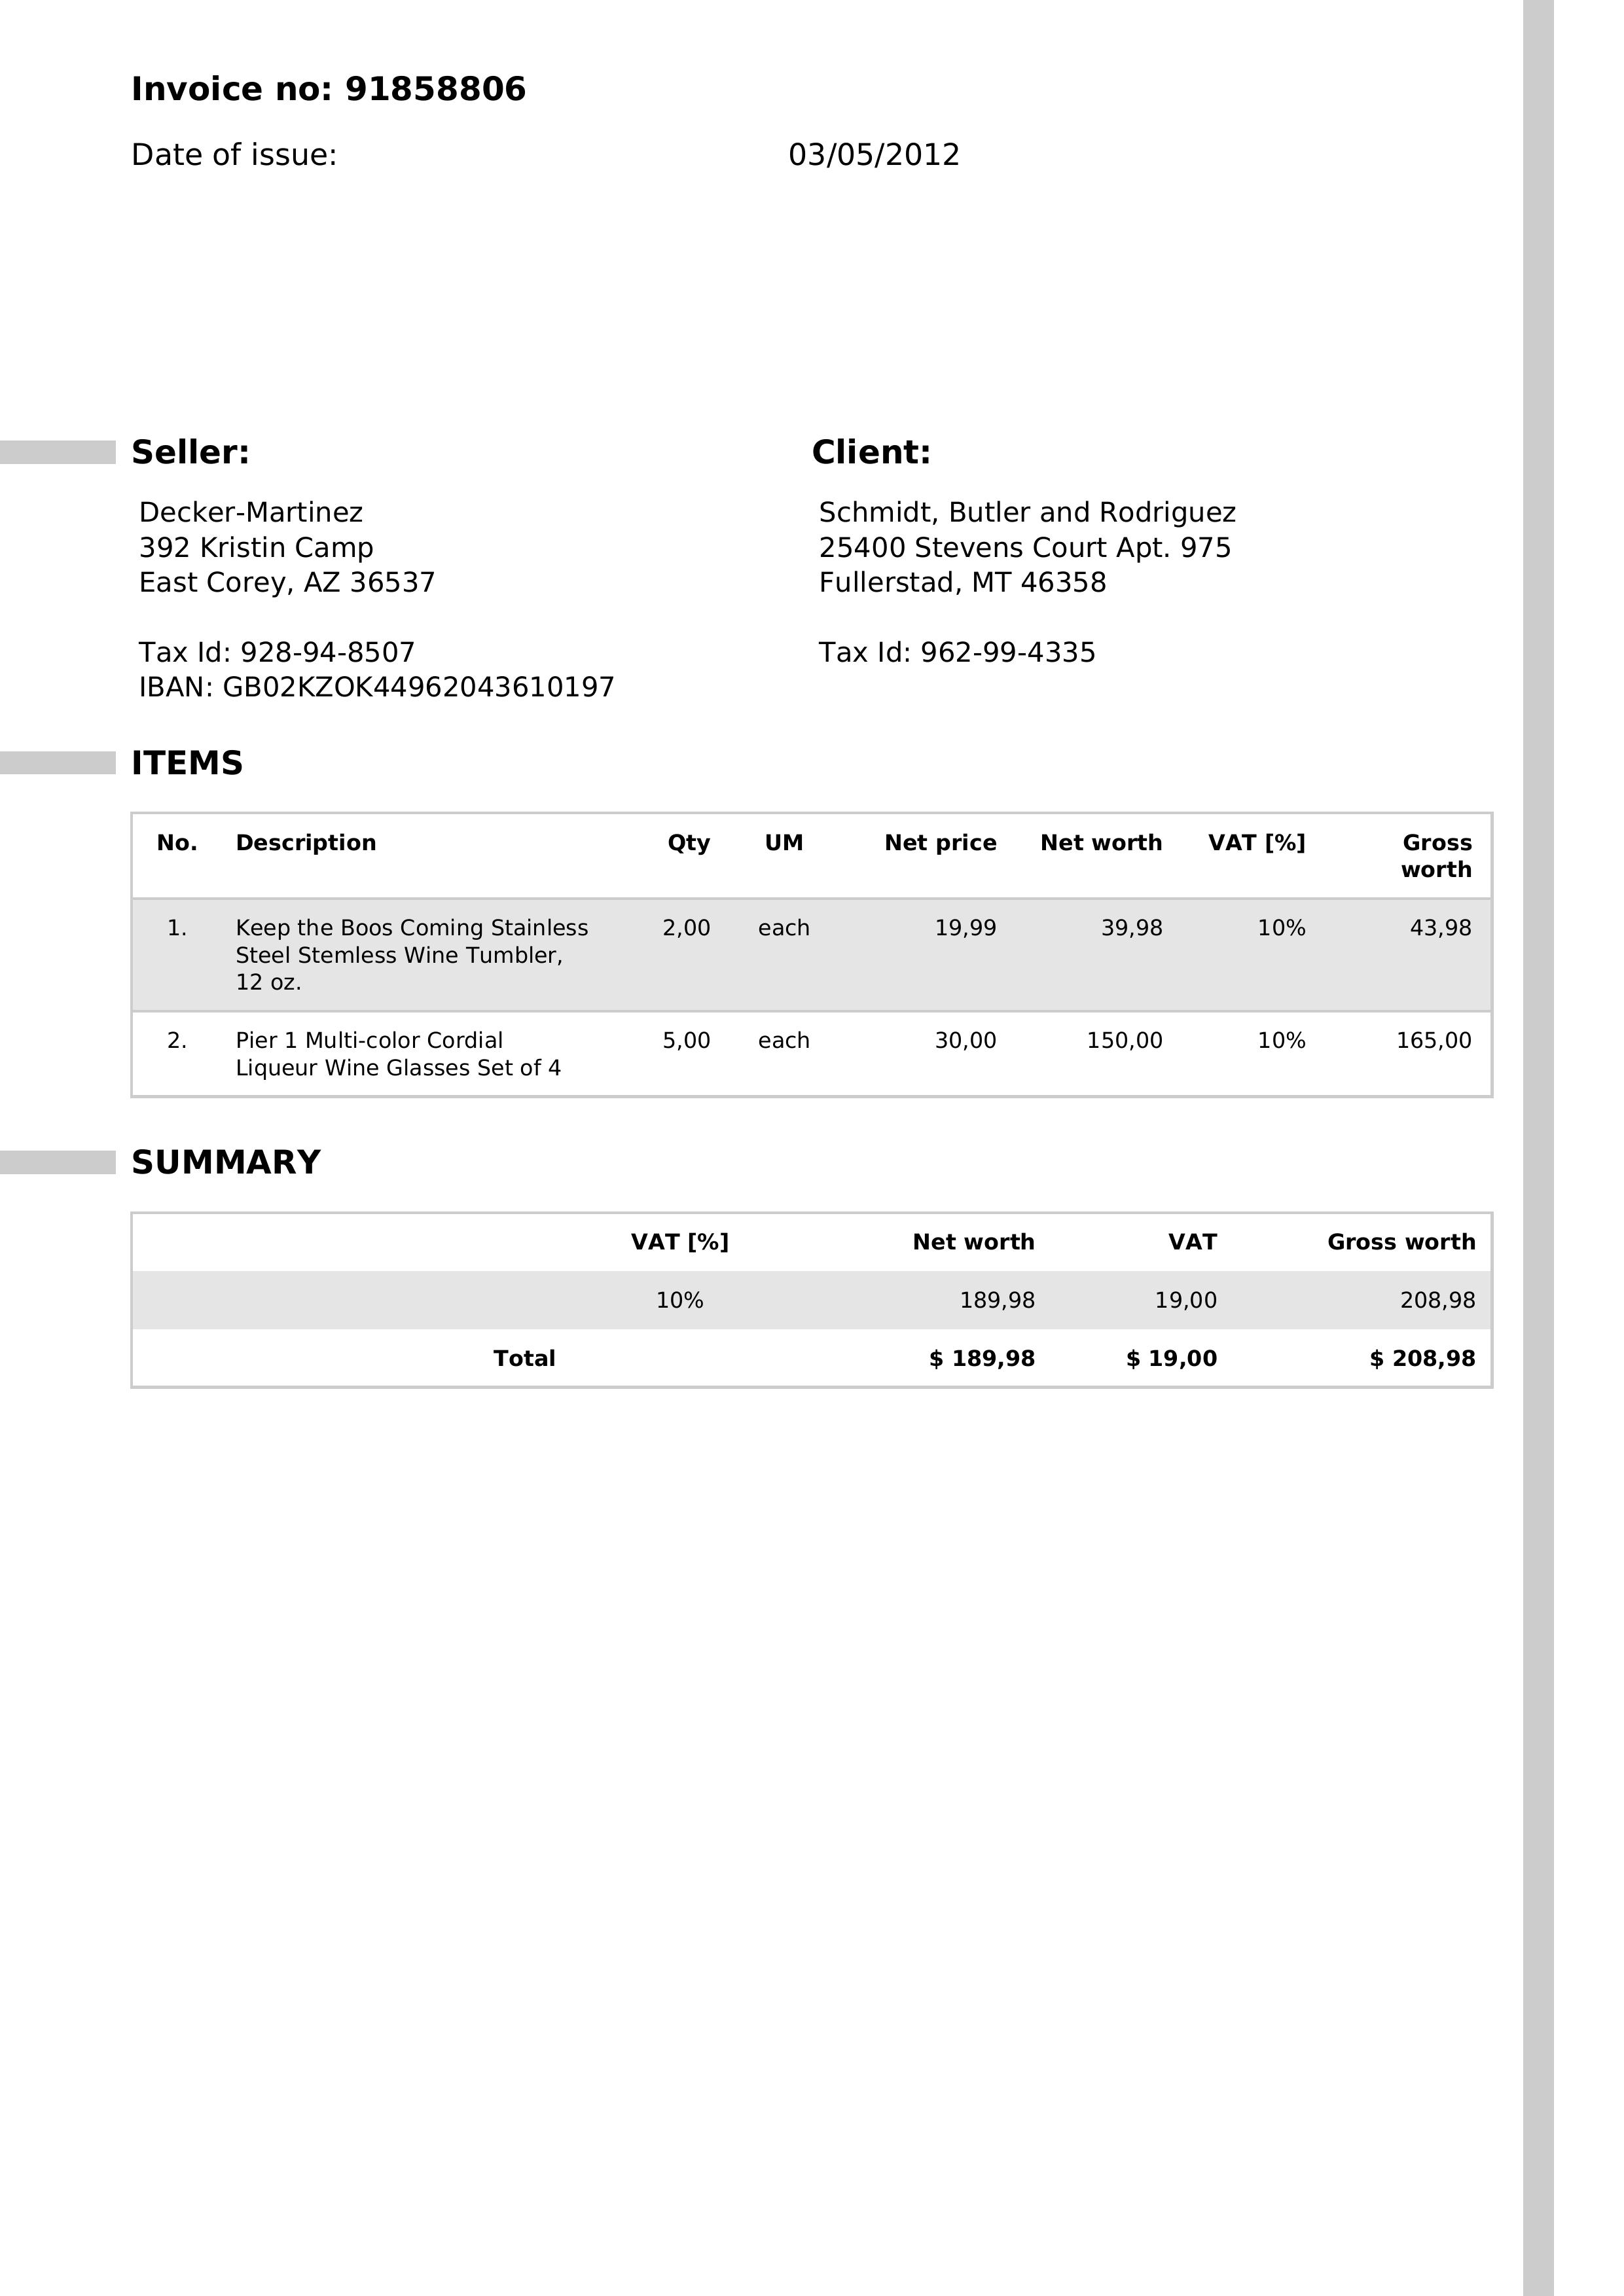 Invoice no: 91858806
Date of issue: 03/05/2012
Seller:
Decker-Martinez
392 Kristin Camp
East Corey, AZ 36537
Tax Id: 928-94-8507
IBAN: GB02KZOK44962043610197
Client:
Schmidt, Butler and Rodriguez
25400 Stevens Court Apt. 975
Fullerstad, MT 46358
Tax Id: 962-99-4335
ITEMS
No. Description Qty UM Net price Net worth VAT [%] Gross
worth
1. Keep the Boos Coming Stainless 2,00 each 19,99 39,98 10% 43,98
Steel Stemless Wine Tumbler,
12 oz.
2. Pier 1 Multi-color Cordial 5,00 each 30,00 150,00 10% 165,00
Liqueur Wine Glasses Set of 4
SUMMARY
VAT [%] Net worth VAT Gross worth
10% 189,98 19,00 208,98
Total $ 189,98 $ 19,00 $ 208,98